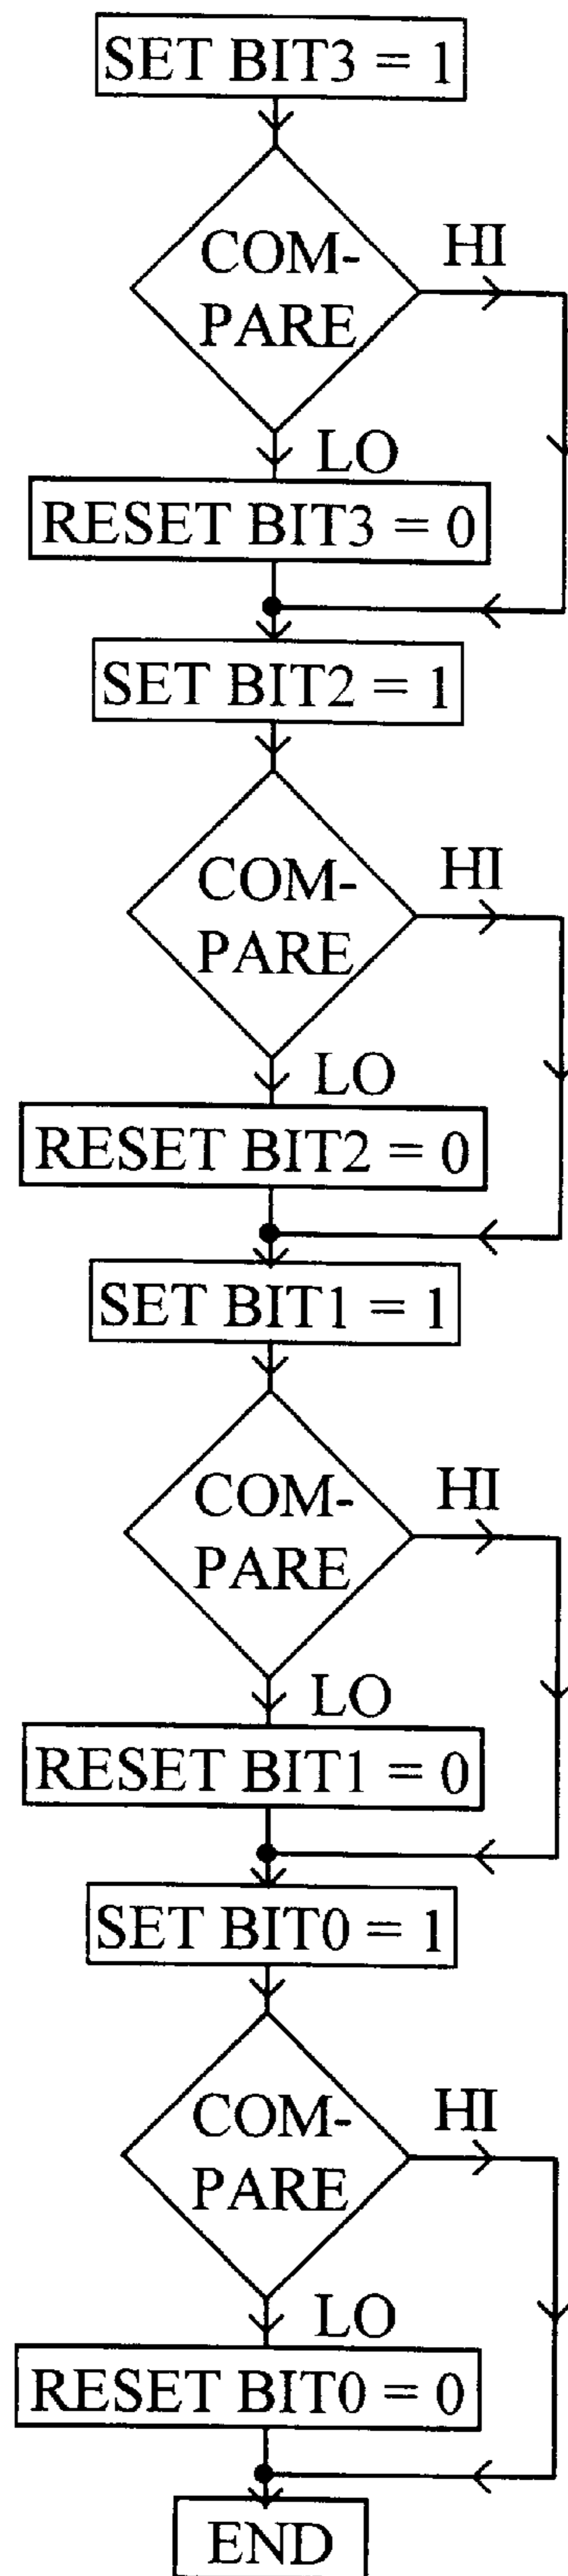 SET BIT3 = 1
COM-
PARE
HI
LO
RESET BIT3 = 0
SET BIT2 = 1
COM-
PARE
HI
LO
RESET BIT2 = 0
SET BIT1 = 1
COM-
PARE
HI
LO
RESET BIT1 = 0
SET BIT0 = 1
COM-
PARE
HI
LO
RESET BIT0 = 0
END